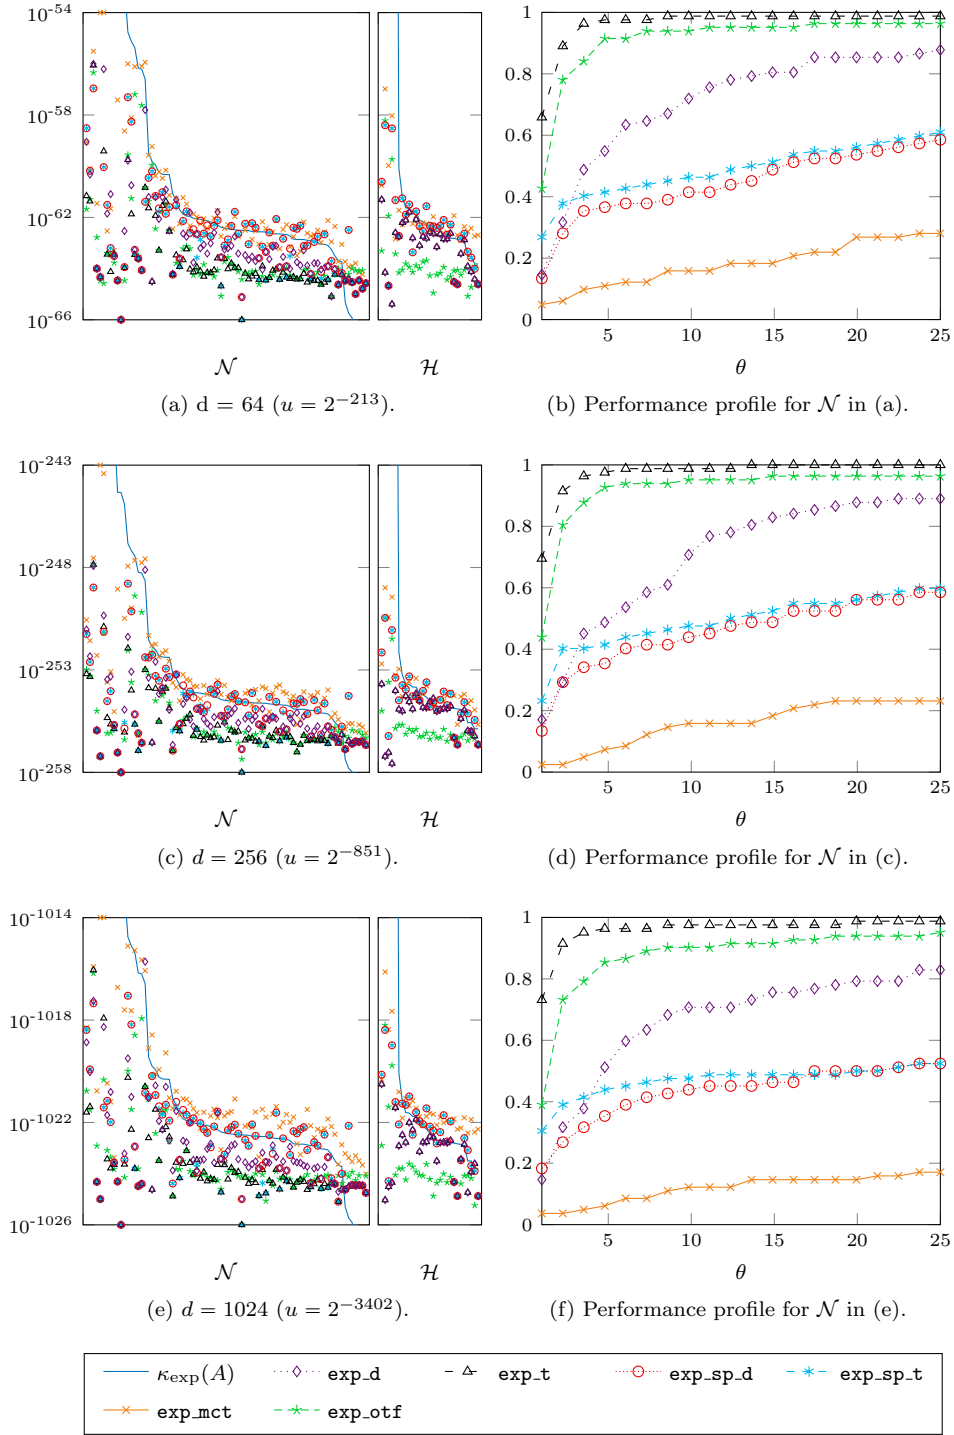 10^-54
10^-58
10^-62
10^-66
𝒩
ℋ
(a) d = 64 (u = 2^−213).
1
0.8
0.6
0.4
0.2
0
5
10
15
20
25
θ
(b) Performance profile for 𝒩 in (a).
10^-243
10^-248
10^-253
10^-258
𝒩
ℋ
(c) d = 256 (u = 2^−851).
1
0.8
0.6
0.4
0.2
0
5
10
15
20
25
θ
(d) Performance profile for 𝒩 in (c).
10^-1014
10^-1018
10^-1022
10^-1026
𝒩
ℋ
(e) d = 1024 (u = 2^−3402).
1
0.8
0.6
0.4
0.2
0
5
10
15
20
25
θ
(f) Performance profile for 𝒩 in (e).
κexp(A)
exp_d
exp_t
exp_sp_d
exp_sp_t
exp_mct
exp_otf